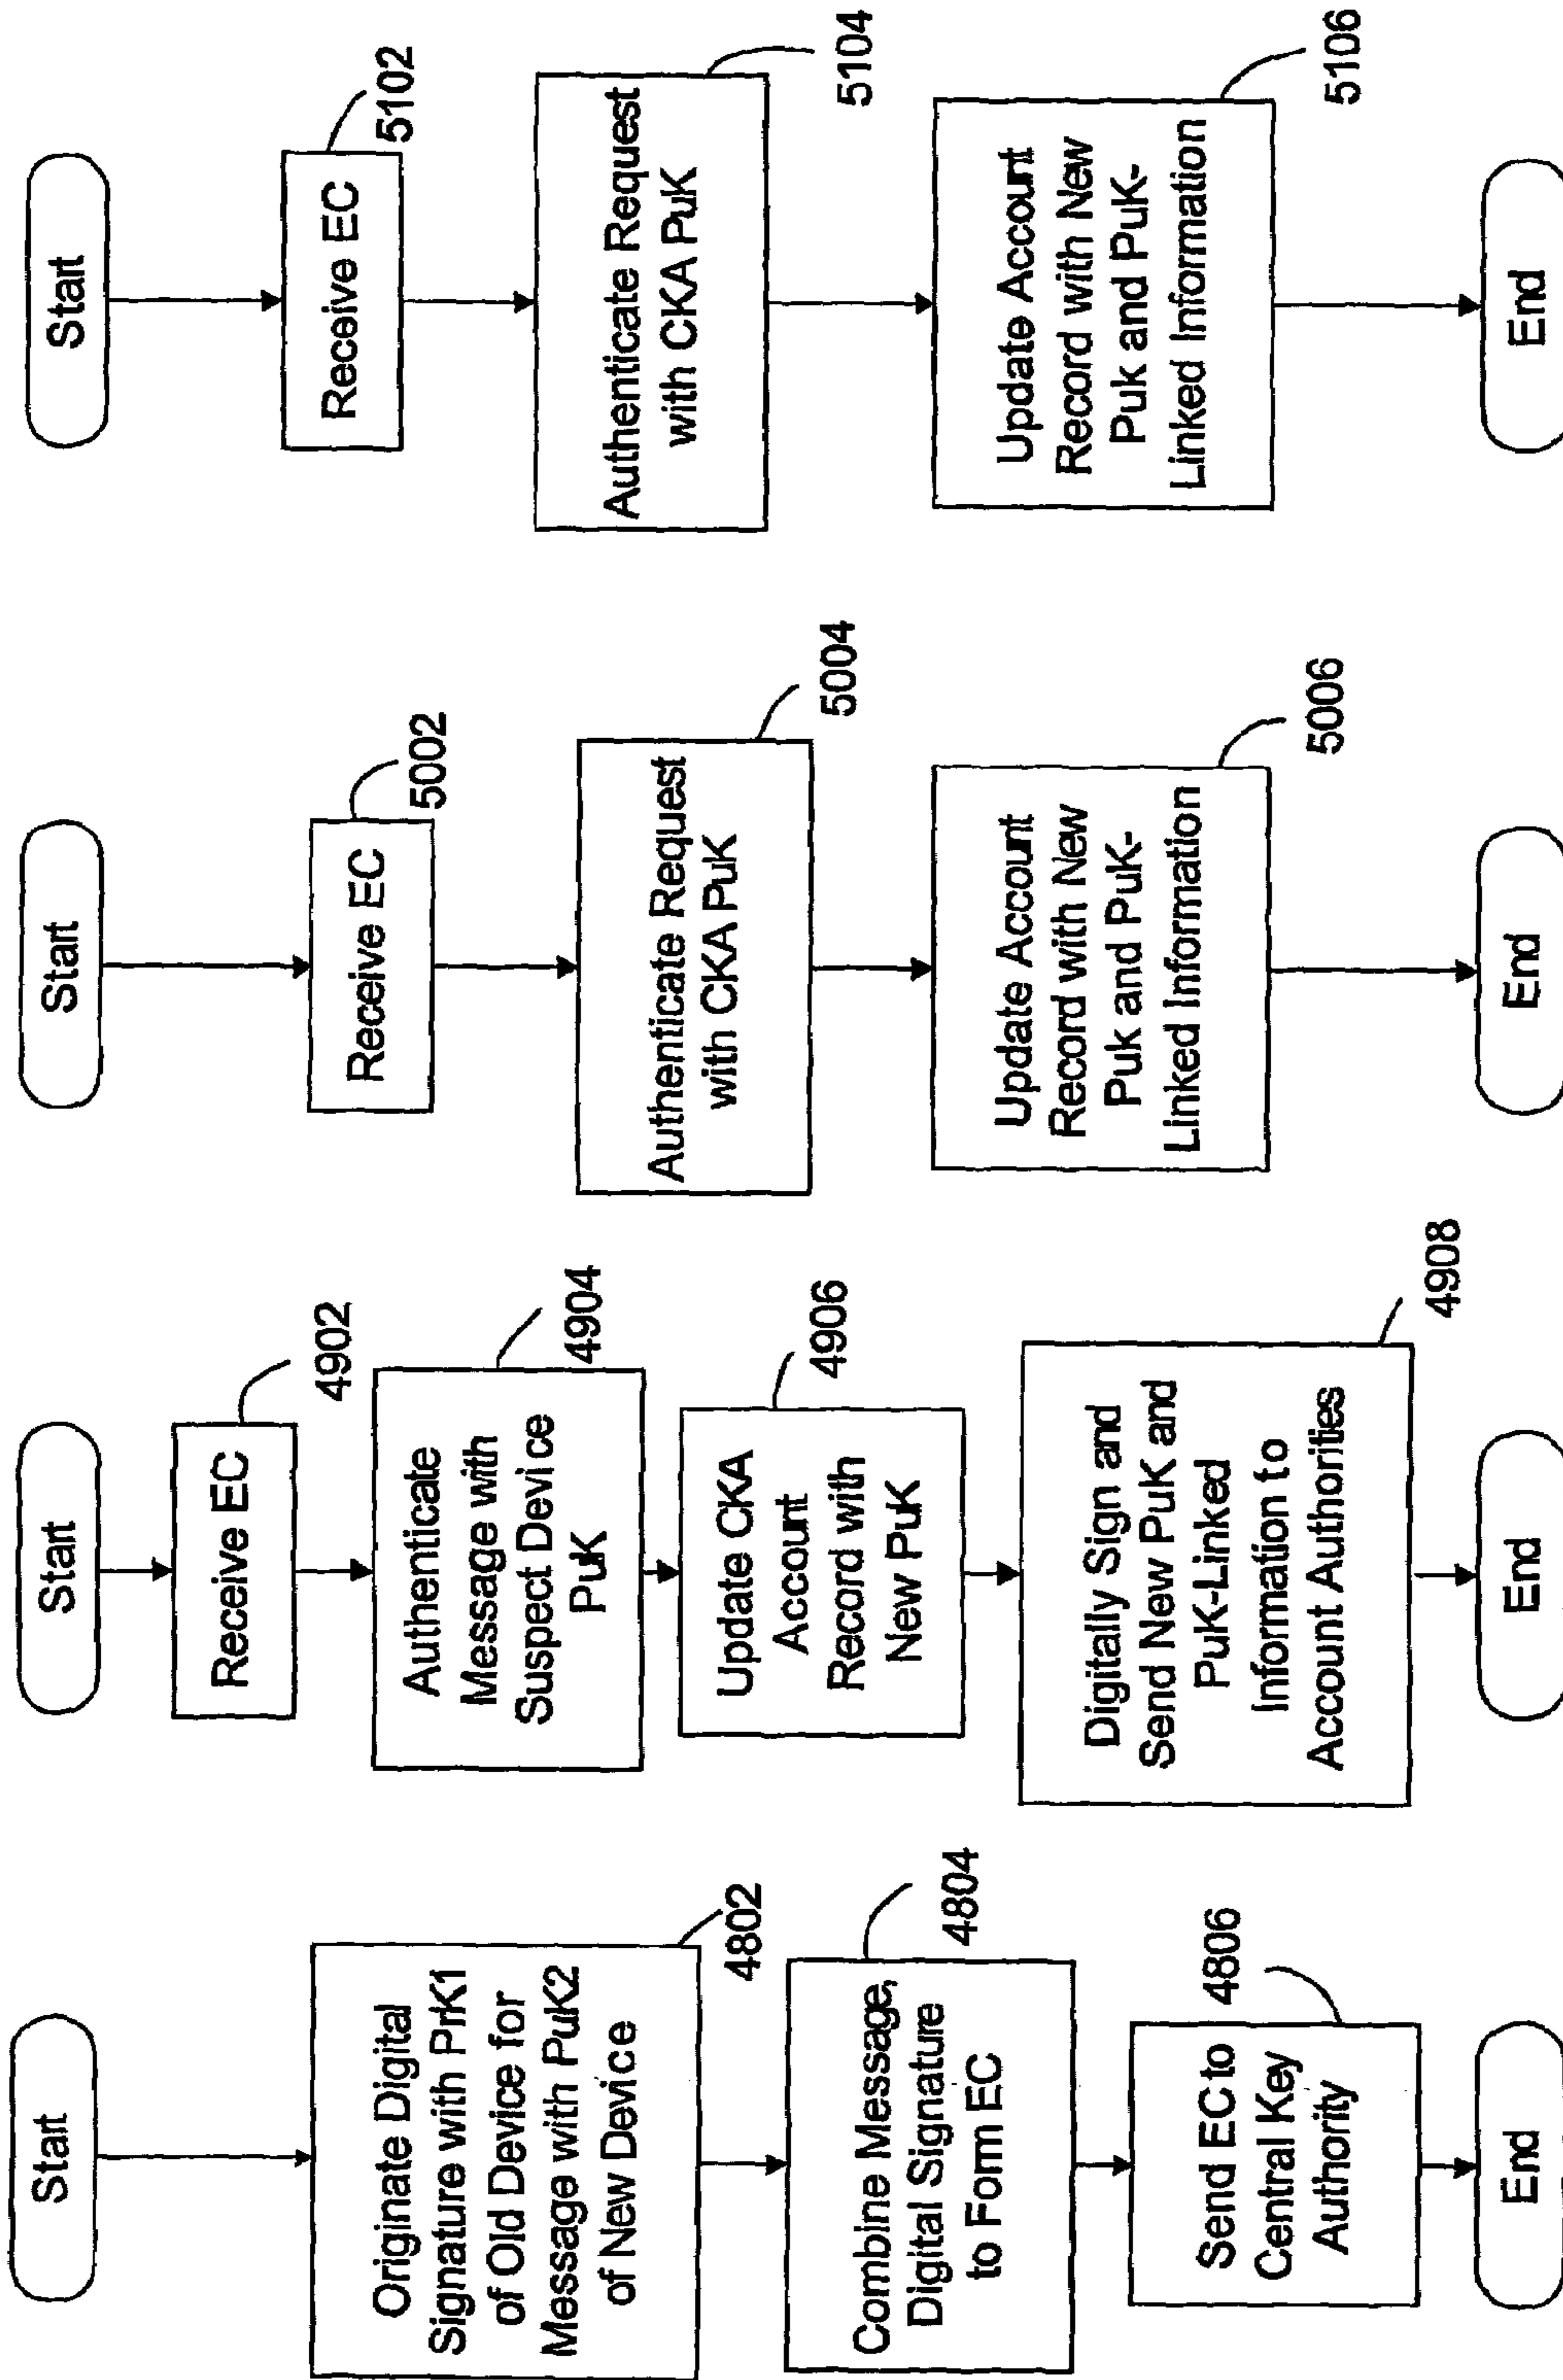 Start
Originate Digital
Signature with PrK1
of Old Device for
Message with PuK2
of New Device
4802
Combine Message,
Digital Signature
to Form EC
4804
Send EC to
Central Key
Authority
4806
End
Start
Receive EC
4902
Authenticate
Message with
Suspect Device
PuK
4904
Update CKA
Account
Record with
New PuK
4906
Digitally Sign and
Send New PuK and
PuK-Linked
Information to
Account Authorities
4908
End
Start
Receive EC
5002
Authenticate Request
with CKA PuK
5004
Update Account
Record with New
Puk and PuK-
Linked Information
5006
End
Start
Receive EC
5102
Authenticate Request
with CKA PuK
5104
Update Account
Record with New
Puk and PuK-
Linked Information
5106
End